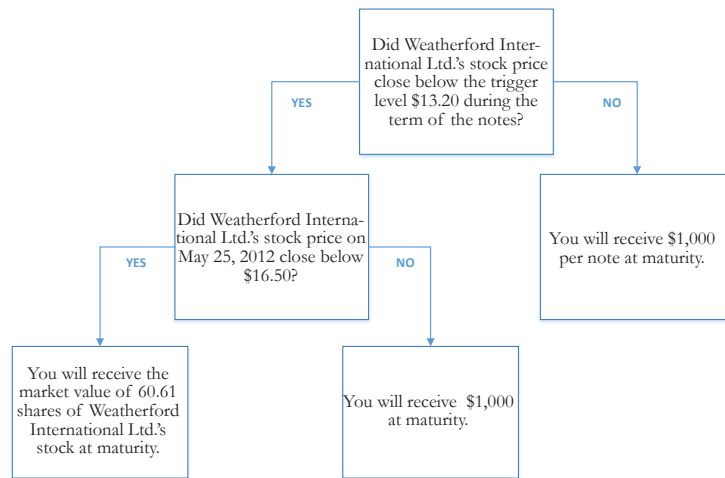 Did Weatherford Inter-
national Ltd.'s stock price
close below the trigger
level $13.20 during the
term of the notes?
YES
NO
Did Weatherford Interna-
tional Ltd.'s stock price on
May 25, 2012 close below
$16.50?
You will receive $1,000
per note at maturity.
YES
NO
You will receive the
market value of 60.61
shares of Weatherford
International Ltd.'s
stock at maturity.
You will receive $1,000
at maturity.